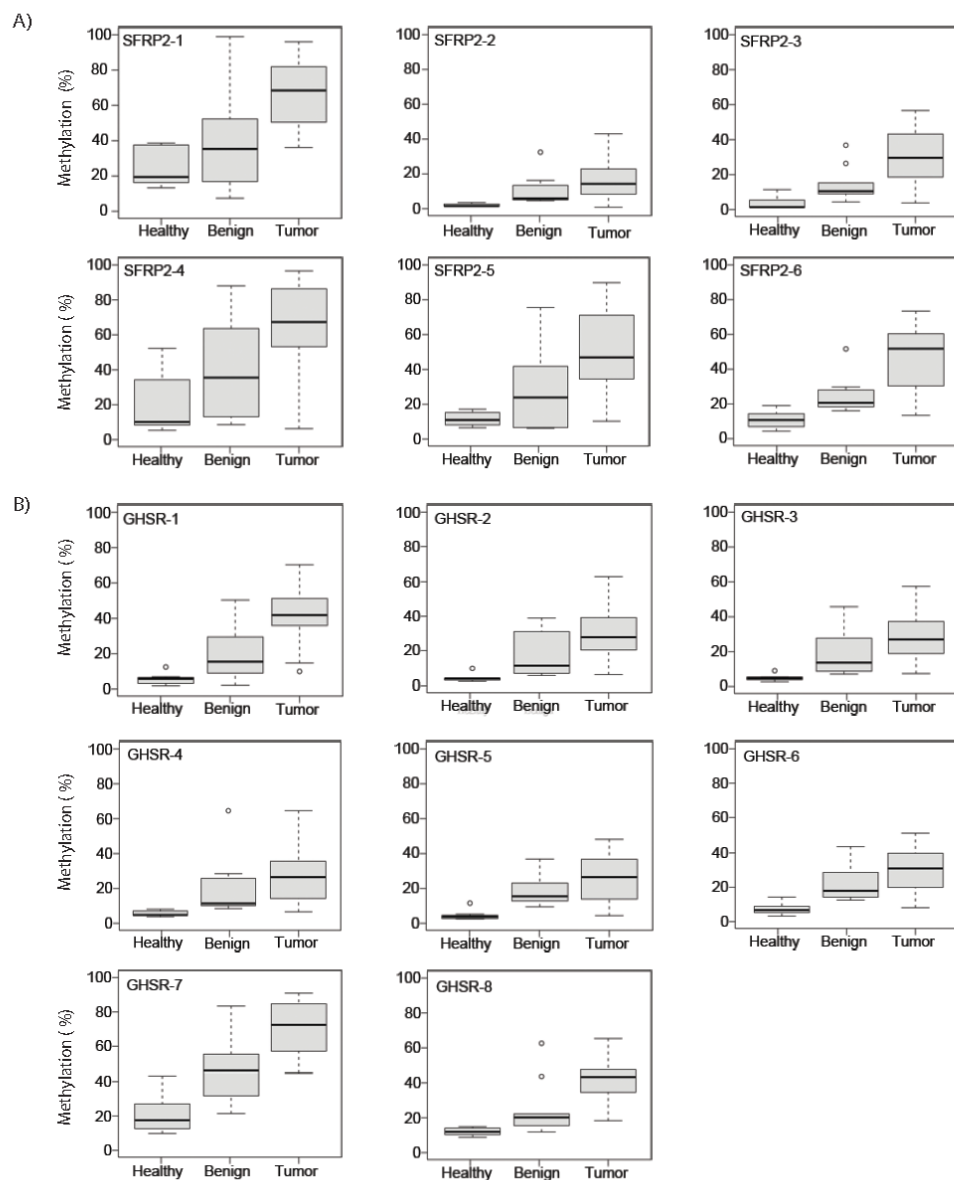 A)
Methylation (%)
SFRP2-1
100
80
60
40
20
0
Healthy Benign Tumor
SFRP2-2
100
80
60
40
20
0
Healthy Benign Tumor
SFRP2-3
100
80
60
40
20
0
Healthy Benign Tumor
Methylation ( %)
SFRP2-4
100
80
60
40
20
0
Healthy Benign Tumor
SFRP2-5
100
80
60
40
20
0
Healthy Benign Tumor
SFRP2-6
100
80
60
40
20
0
Healthy Benign Tumor
B)
Methylation ( %)
GHSR-1
100
80
60
40
20
0
Healthy Benign Tumor
GHSR-2
100
80
60
40
20
0
Healthy Benign Tumor
GHSR-3
100
80
60
40
20
0
Healthy Benign Tumor
Methylation ( %)
GHSR-4
100
80
60
40
20
0
Healthy Benign Tumor
GHSR-5
100
80
60
40
20
0
Healthy Benign Tumor
GHSR-6
100
80
60
40
20
0
Healthy Benign Tumor
Methylation ( %)
GHSR-7
100
80
60
40
20
0
Healthy Benign Tumor
GHSR-8
100
80
60
40
20
0
Healthy Benign Tumor